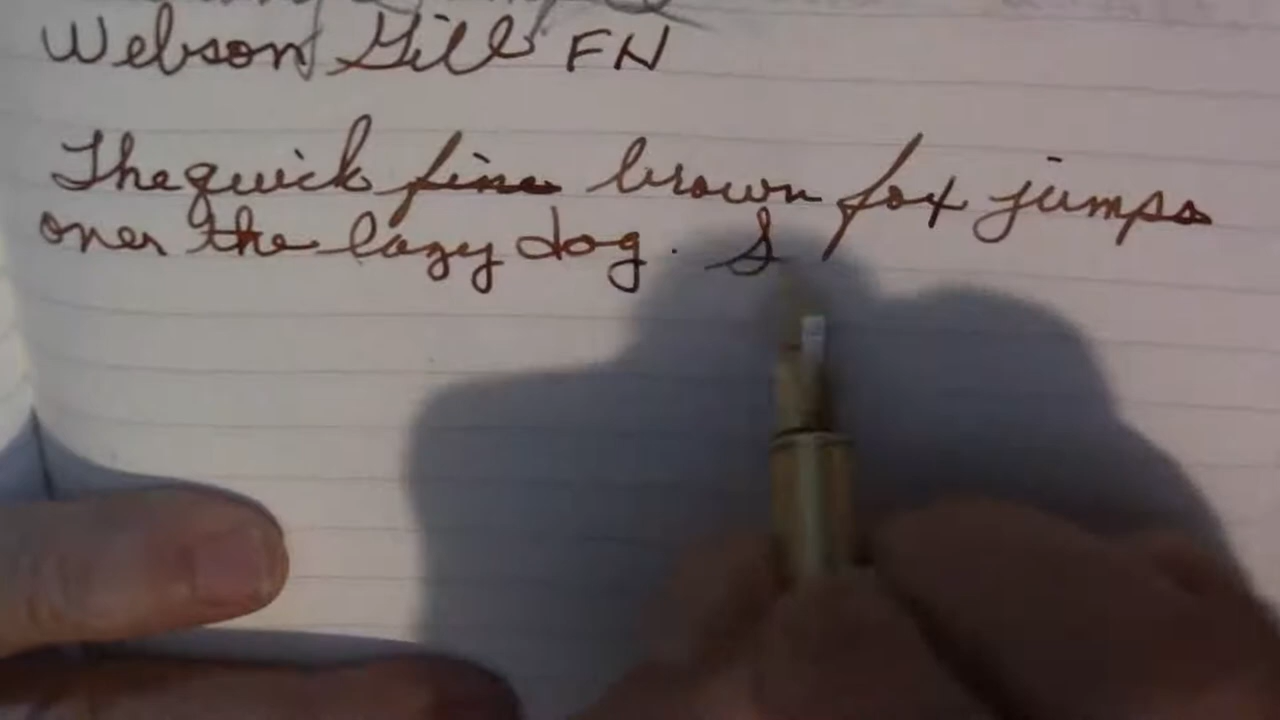 Webson Gill FN
The quick fine brown fox jumps
over the lazy dog. S